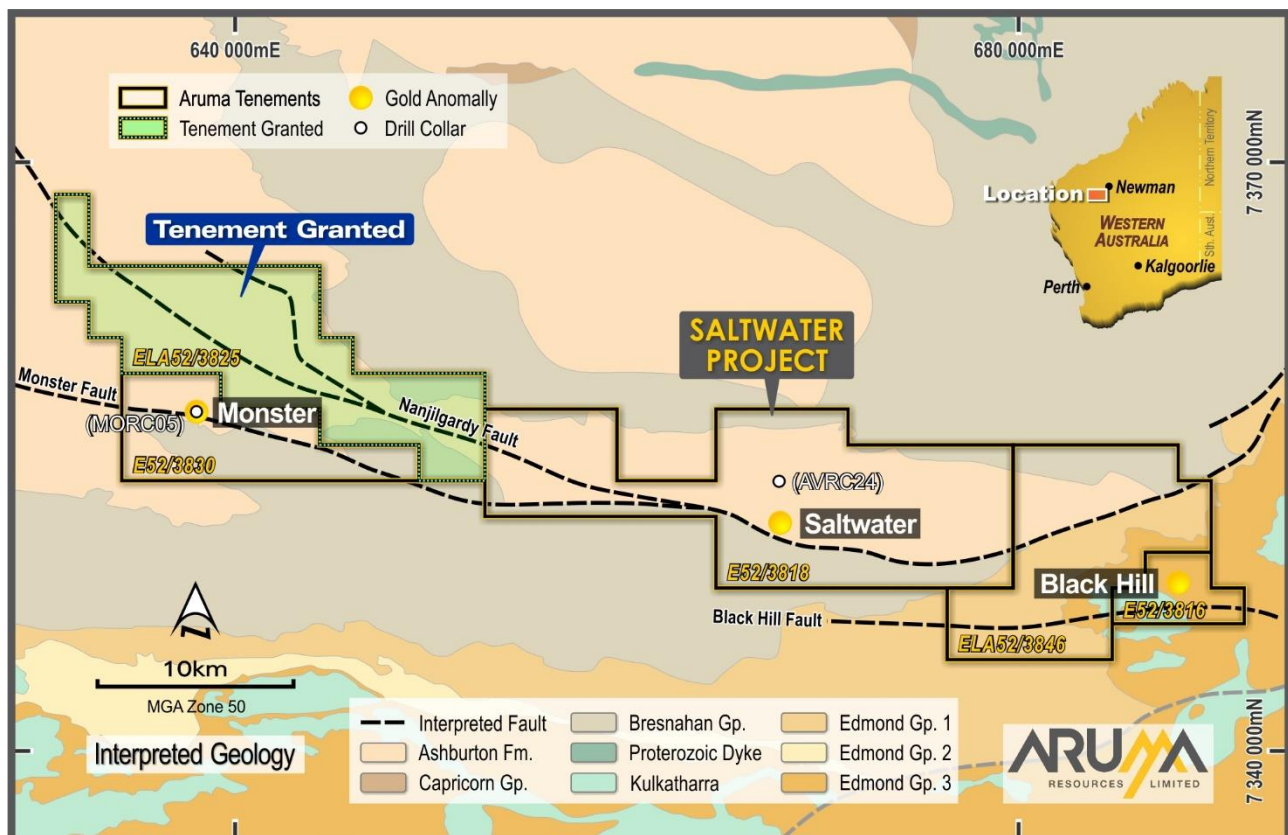 640 000mE
680 000mE
Aruma Tenements
Gold Anomaly
Tenement Granted
Drill Collar
7 370 000mN
Northern Territory
Sth. Aust.
Location
Newman
WESTERN
AUSTRALIA
Kalgoorlie
Perth
Tenement Granted
SALTWATER
PROJECT
ELA52/3825
Monster Fault
Monster
(MORC05)
Nanjilgardy Fault
E52/3830
(AVRC24)
Saltwater
E52/3818
Black Hill
E52/3816
Black Hill Fault
ELA52/3846
N
10km
MGA Zone 50
Interpreted Geology
Interpreted Fault
Bresnahan Gp.
Edmond Gp. 1
Ashburton Fm.
Proterozoic Dyke
Edmond Gp. 2
Capricorn Gp.
Kulkatharra
Edmond Gp. 3
ARUMA
RESOURCES LIMITED
7 340 000mN